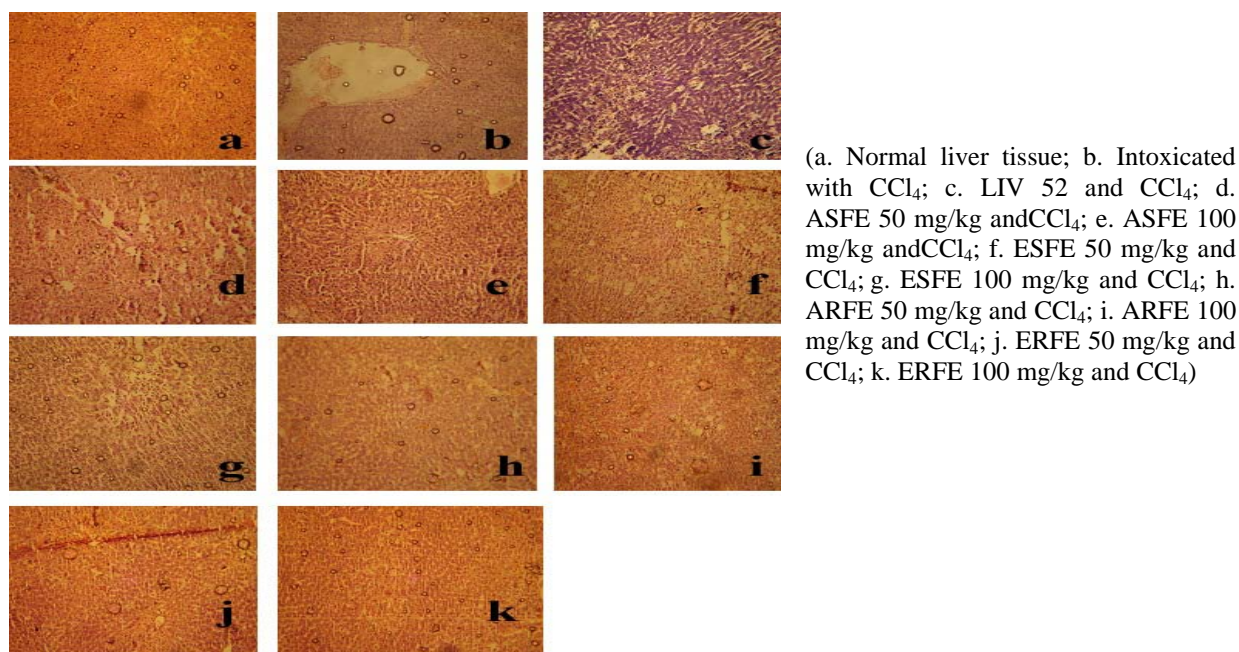 a
b
c
d
e
f
g
h
i
j
k
(a. Normal liver tissue; b. Intoxicated
with CCl₄; c. LIV 52 and CCl₄; d.
ASFE 50 mg/kg andCCl₄; e. ASFE 100
mg/kg andCCl₄; f. ESFE 50 mg/kg and
CCl₄; g. ESFE 100 mg/kg and CCl₄; h.
ARFE 50 mg/kg and CCl₄; i. ARFE 100
mg/kg and CCl₄; j. ERFE 50 mg/kg and
CCl₄; k. ERFE 100 mg/kg and CCl₄)